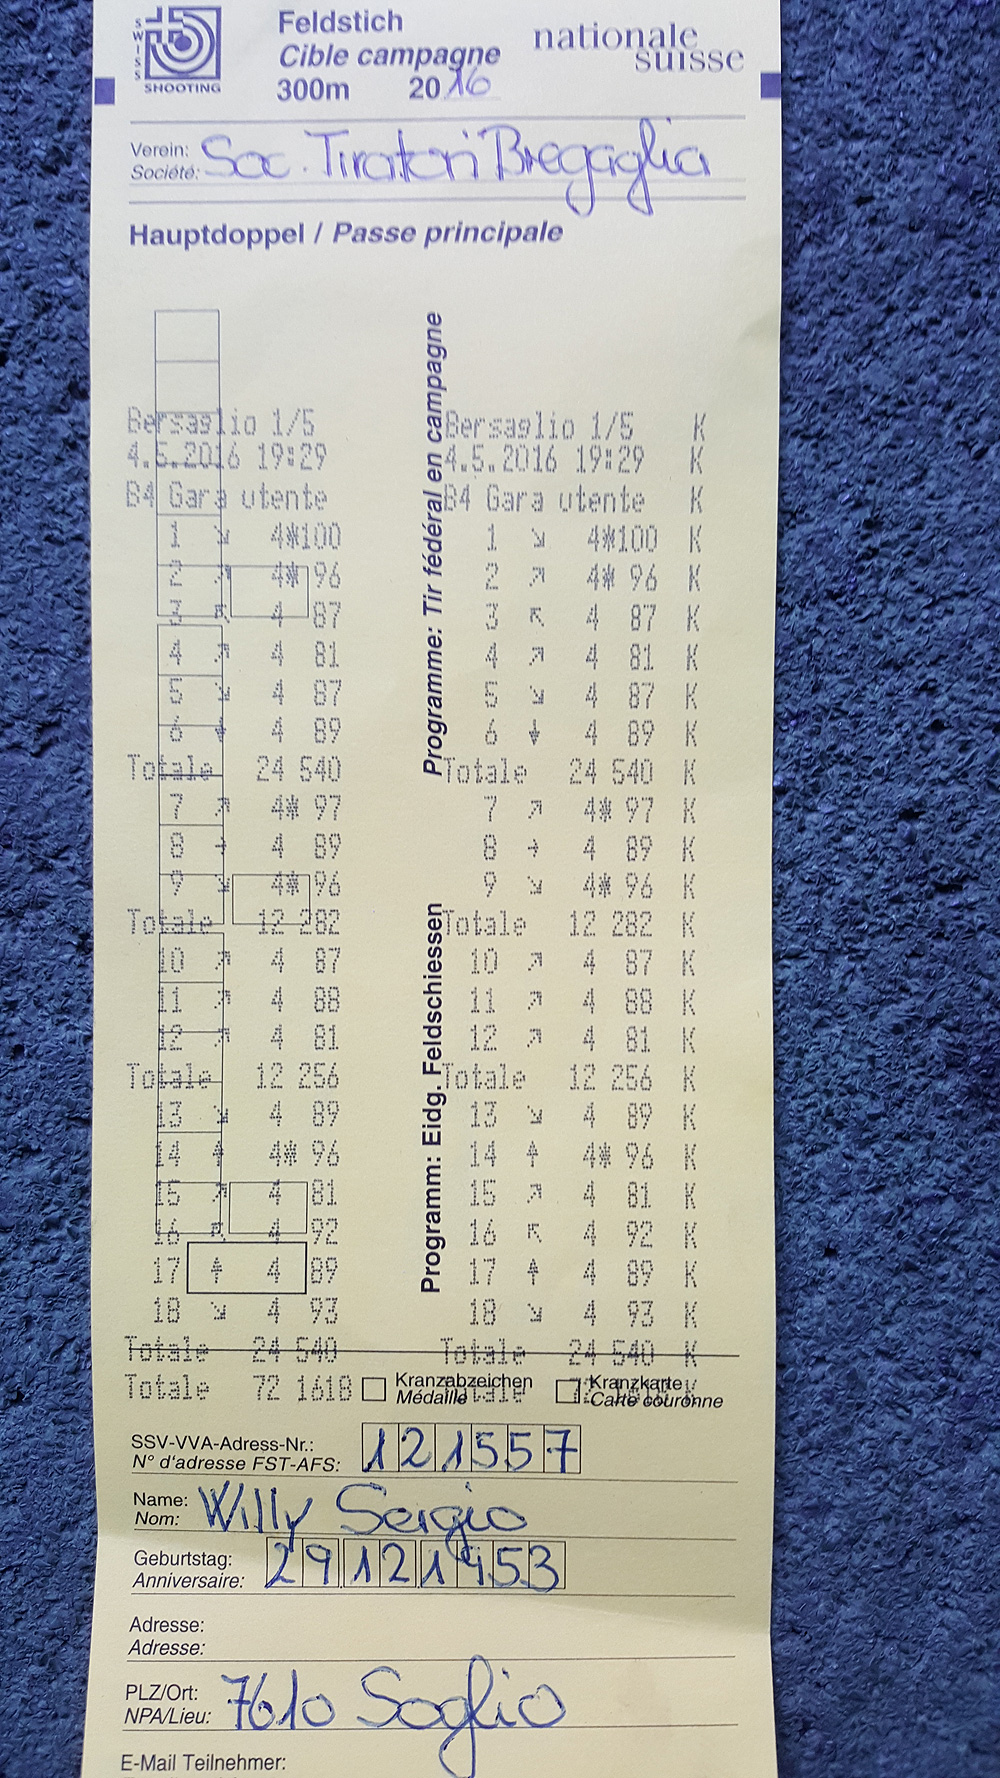 SWISS
SHOOTING
Feldstich
Cible campagne
300m 2016
nationale
suisse
Verein: Soc. Tiratori Bregaglia
Société:
Hauptdoppel / Passe principale
Programm: Eidg. Feldschiessen
Programme: Tir fédéral en campagne
Bersaglio 1/5 Bersaglio 1/5 K
4.5.2016 19:29 4.5.2016 19:29 K
B4 Gara utente B4 Gara utente K
1 ↘ 4*100 1 ↘ 4*100 K
2 ↗ 4* 96 2 ↗ 4* 96 K
3 ↖ 4 87 3 ↖ 4 87 K
4 ↗ 4 81 4 ↗ 4 81 K
5 ↘ 4 87 5 ↘ 4 87 K
6 ↓ 4 89 6 ↓ 4 89 K
Totale 24 540 Totale 24 540 K
7 ↗ 4* 97 7 ↗ 4* 97 K
8 → 4 89 8 → 4 89 K
9 ↘ 4* 96 9 ↘ 4* 96 K
Totale 12 282 Totale 12 282 K
10 ↗ 4 87 10 ↗ 4 87 K
11 ↗ 4 88 11 ↗ 4 88 K
12 ↗ 4 81 12 ↗ 4 81 K
Totale 12 256 Totale 12 256 K
13 ↘ 4 89 13 ↘ 4 89 K
14 ↑ 4* 96 14 ↑ 4* 96 K
15 ↗ 4 81 15 ↗ 4 81 K
16 ↖ 4 92 16 ↖ 4 92 K
17 ↑ 4 89 17 ↑ 4 89 K
18 ↘ 4 93 18 ↘ 4 93 K
Totale 24 540 Totale 24 540 K
Totale 72 1618 Totale
Kranzabzeichen Kranzkarte
Médaille Carte couronne
SSV-VVA-Adress-Nr.: 121557
N° d'adresse FST-AFS:
Name: Willy Sergio
Nom:
Geburtstag: 29121953
Anniversaire:
Adresse:
Adresse:
PLZ/Ort: 7610 Soglio
NPA/Lieu:
E-Mail Teilnehmer: